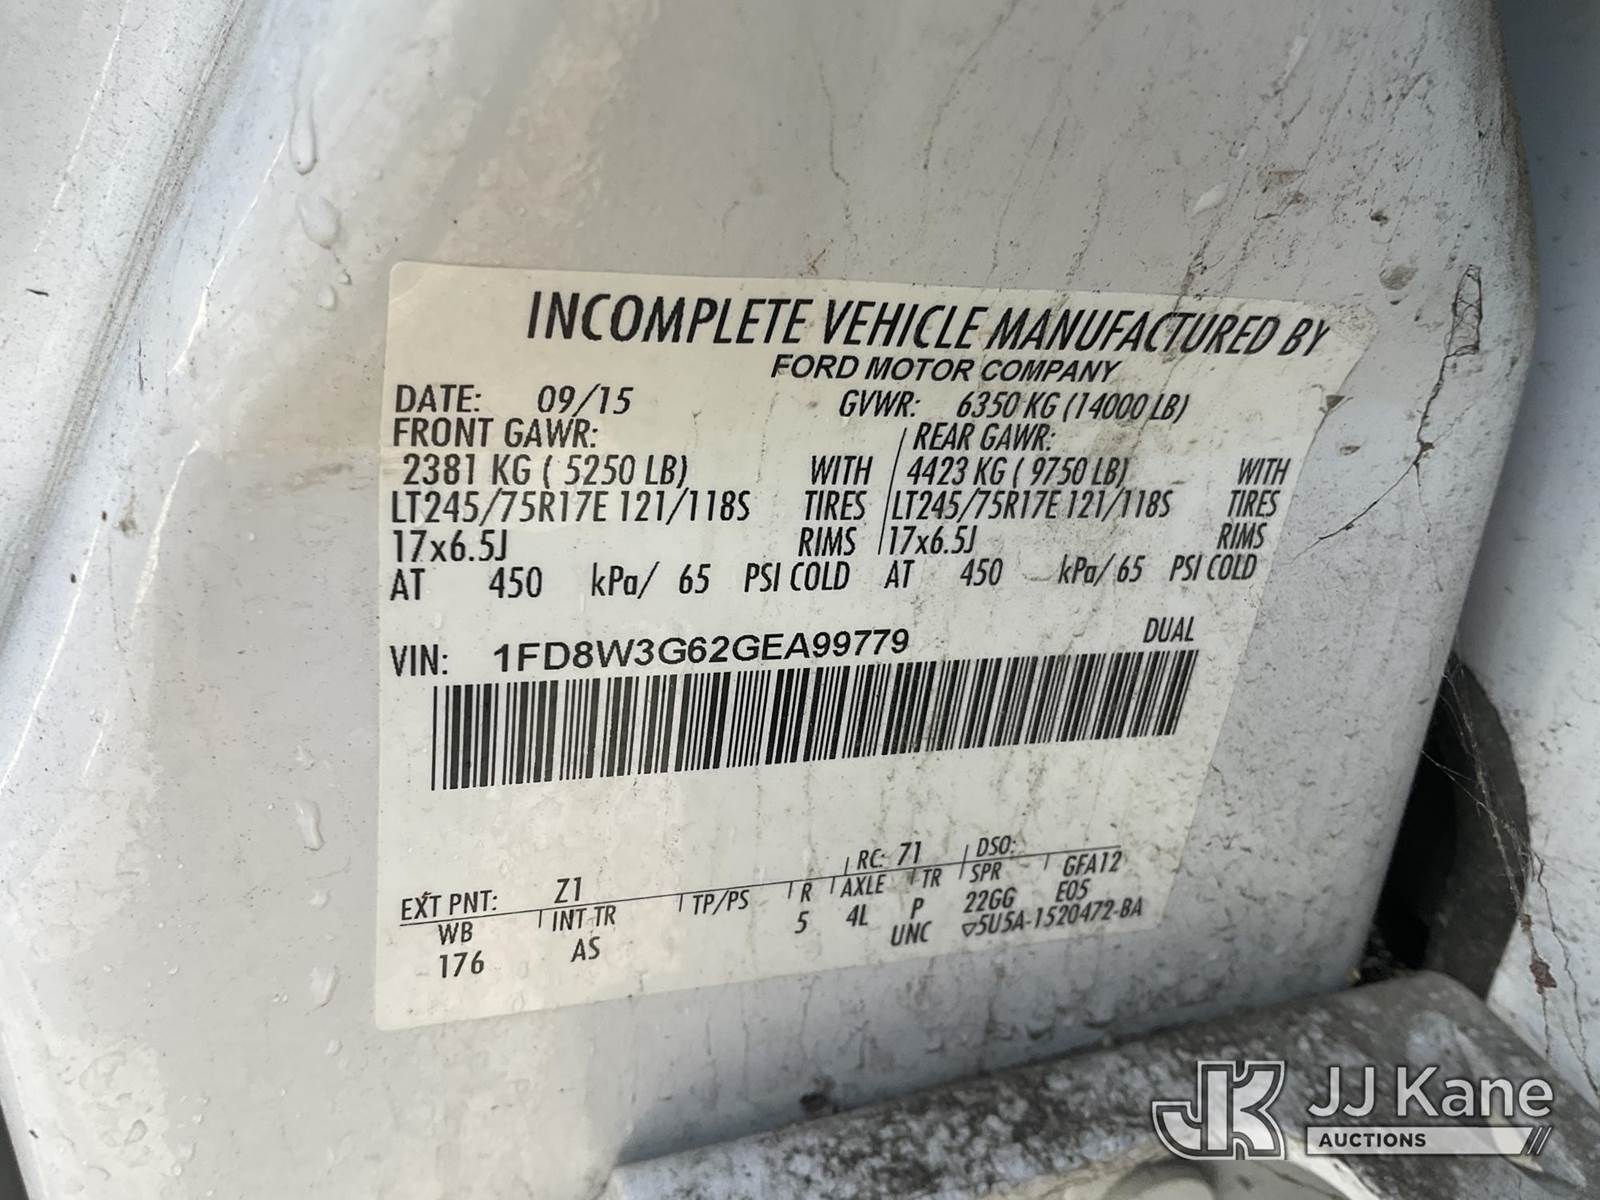 INCOMPLETE VEHICLE MANUFACTURED BY
FORD MOTOR COMPANY
DATE: 09/15 GVWR: 6350 KG (14000 LB)
FRONT GAWR: REAR GAWR:
2381 KG ( 5250 LB) WITH 4423 KG ( 9750 LB) WITH
LT245/75R17E 121/118S TIRES LT245/75R17E 121/118S TIRES
17x6.5J RIMS 17x6.5J RIMS
AT 450 kPa/ 65 PSI COLD AT 450 kPa/ 65 PSI COLD
VIN: 1FD8W3G62GEA99779 DUAL
EXT PNT: Z1 RC: 71 DSO:
WB INT TR TP/PS R AXLE TR SPR GFA12
176 AS 5 4L P 22GG E05
UNC ▽5U5A-1520472-BA
JK JJ Kane
AUCTIONS